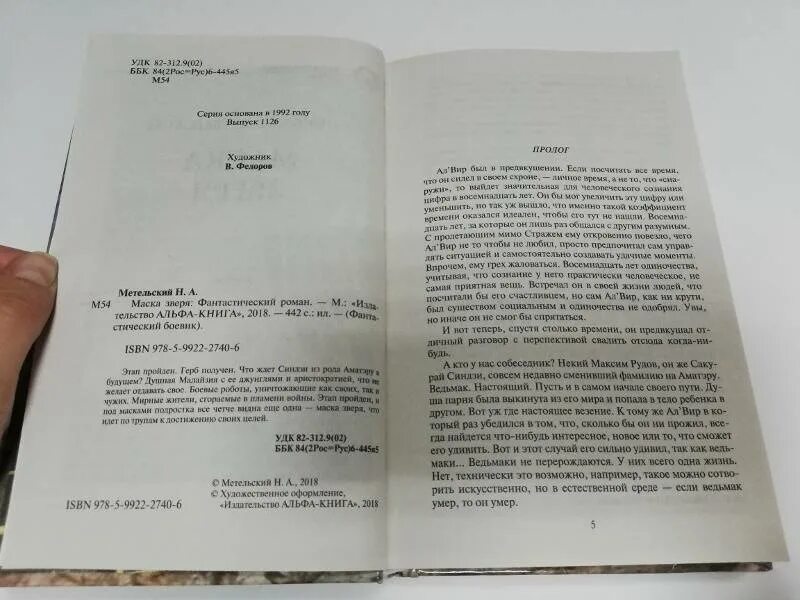 УДК 82-312.9(02)
ББК 84(2Рос=Рус)6-445я5
М54
Серия основана в 1992 году
Выпуск 1126
Художник
В. Федоров
Метельский Н. А.
М54 Маска зверя: Фантастический роман. — М.: «Изда-
тельство АЛЬФА-КНИГА», 2018. — 442 с.: ил. — (Фантас-
тический боевик).
ISBN 978-5-9922-2740-6
Этап пройден. Герб получен. Что ждет Синдзи из рода Аматэру в
будущем? Душная Малайзия с ее джунглями и аристократией, что не
желает отдавать свое. Боевые роботы, уничтожающие как своих, так и
чужих. Мирные жители, сгораемые в пламени войны. Этап пройден, и
под масками подростка все четче видна еще одна — маска зверя, что
идет по трупам к достижению своих целей.
УДК 82-312.9(02)
ББК 84(2Рос=Рус)6-445я5
© Метельский Н. А., 2018
© Художественное оформление,
ISBN 978-5-9922-2740-6 «Издательство АЛЬФА-КНИГА», 2018
ПРОЛОГ
Ал'Вир был в предвкушении. Если посчитать все время,
что он сидел в своем схроне, — личное время, а не то, что «сна-
ружи», то выйдет значительная для человеческого сознания
цифра в восемнадцать лет. Он бы мог увеличить эту цифру или
уменьшить, но так уж вышло, что именно такой коэффициент
времени оказался идеален, чтобы его тут не нашли. Восемнад-
цать лет, за которые он лишь раз общался с другим разумным.
С пролетающим мимо Стражем ему откровенно повезло, чего
Ал'Вир не то чтобы не любил, просто предпочитал сам управ-
лять ситуацией и самостоятельно создавать удачные моменты.
Впрочем, ему грех жаловаться. Восемнадцать лет одиночества,
учитывая, что сознание у него практически человеческое, не
самая приятная вещь. Встречал он в своей жизни людей, что
посчитали бы его счастливцем, но сам Ал'Вир, как ни крути,
был существом социальным и одиночества не одобрял. Увы,
но иначе он не смог бы спрятаться.
И вот теперь, спустя столько времени, он предвкушал от-
личный разговор с перспективой свалить отсюда когда-ни-
будь.
А кто у нас собеседник? Некий Максим Рудов, он же Саку-
рай Синдзи, совсем недавно сменивший фамилию на Аматэру.
Ведьмак. Настоящий. Пусть и в самом начале своего пути. Ду-
ша парня была выкинута из его мира и попала в тело ребенка в
другом. Вот уж где настоящее везение. К тому же Ал'Вир в ко-
торый раз убедился в том, что, сколько бы он ни прожил, все-
гда найдется что-нибудь интересное, новое или то, что сможет
его удивить. Вот и этот случай его сильно удивил, так как ведь-
маки... Ведьмаки не перерождаются. У них всего одна жизнь.
Нет, технически это возможно, например, такое можно сотво-
рить искусственно, но в естественной среде — если ведьмак
умер, то он умер.
5